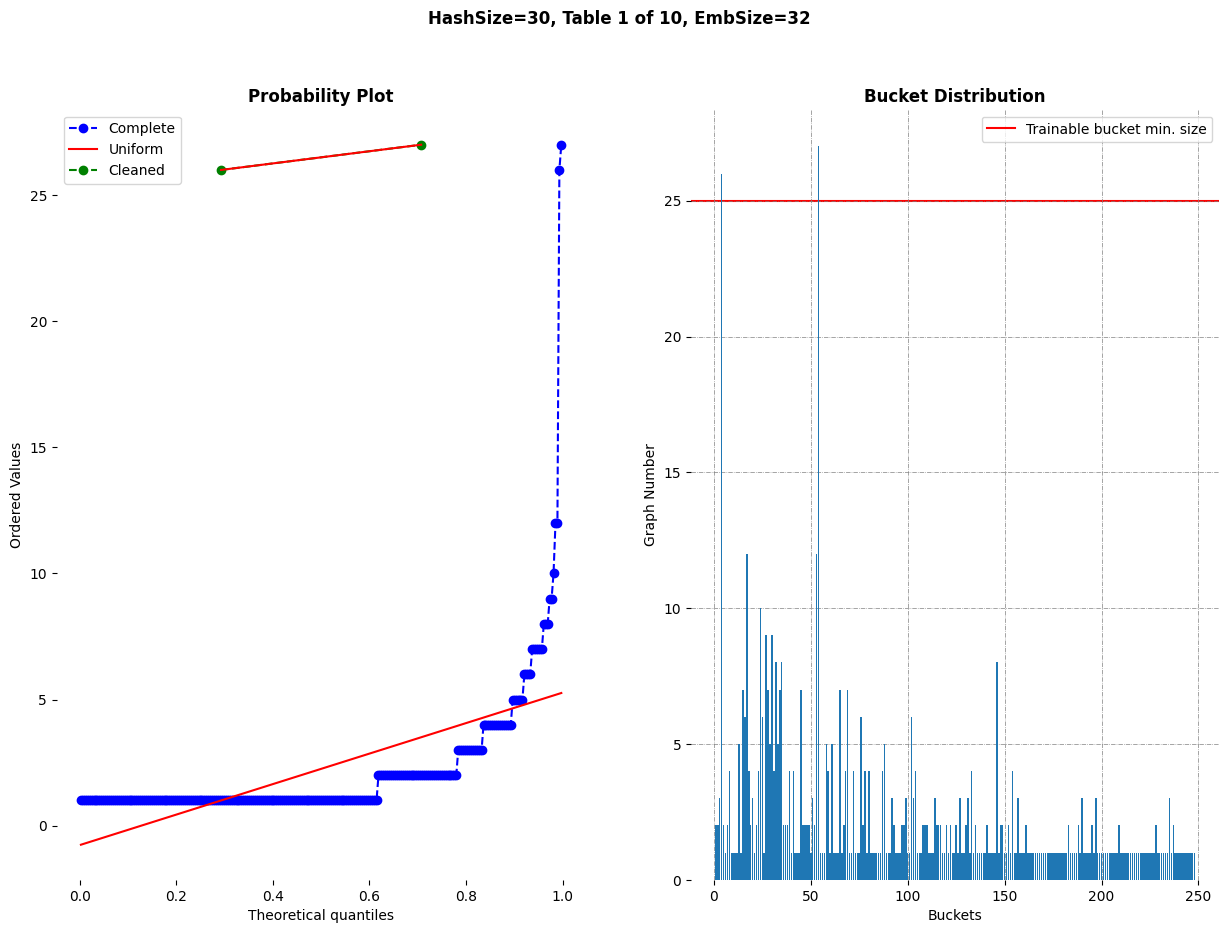 HashSize=30, Table 1 of 10, EmbSize=32
Probability Plot
Complete
Uniform
Cleaned
25
20
15
10
5
0
Ordered Values
0.0 0.2 0.4 0.6 0.8 1.0
Theoretical quantiles
Bucket Distribution
Trainable bucket min. size
25
20
15
10
5
0
Graph Number
0 50 100 150 200 250
Buckets